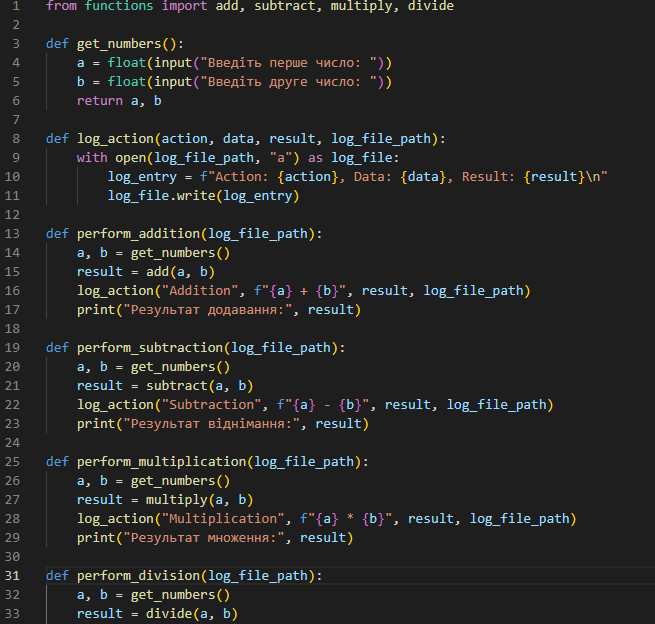 1 from functions import add, subtract, multiply, divide
2
3 def get_numbers():
4     a = float(input("Введіть перше число: "))
5     b = float(input("Введіть друге число: "))
6     return a, b
7
8 def log_action(action, data, result, log_file_path):
9     with open(log_file_path, "a") as log_file:
10         log_entry = f"Action: {action}, Data: {data}, Result: {result}\n"
11         log_file.write(log_entry)
12
13 def perform_addition(log_file_path):
14     a, b = get_numbers()
15     result = add(a, b)
16     log_action("Addition", f"{a} + {b}", result, log_file_path)
17     print("Результат додавання:", result)
18
19 def perform_subtraction(log_file_path):
20     a, b = get_numbers()
21     result = subtract(a, b)
22     log_action("Subtraction", f"{a} - {b}", result, log_file_path)
23     print("Результат віднімання:", result)
24
25 def perform_multiplication(log_file_path):
26     a, b = get_numbers()
27     result = multiply(a, b)
28     log_action("Multiplication", f"{a} * {b}", result, log_file_path)
29     print("Результат множення:", result)
30
31 def perform_division(log_file_path):
32     a, b = get_numbers()
33     result = divide(a, b)